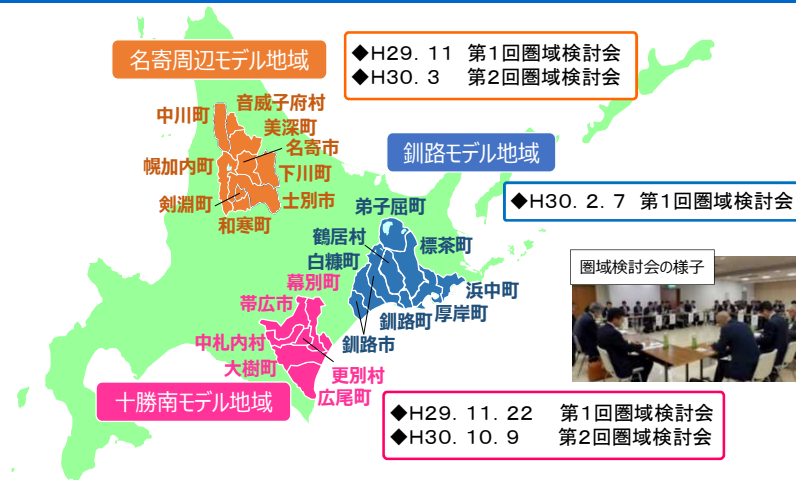 名寄周辺モデル地域
◆H29. 11 第1回圏域検討会
◆H30. 3 第2回圏域検討会
中川町
音威子府村
美深町
名寄市
幌加内町
下川町
剣淵町
士別市
和寒町
釧路モデル地域
◆H30. 2. 7 第1回圏域検討会
弟子屈町
鶴居村
標茶町
白糠町
浜中町
厚岸町
釧路町
釧路市
圏域検討会の様子
幕別町
帯広市
中札内村
大樹町
更別村
広尾町
十勝南モデル地域
◆H29. 11. 22 第1回圏域検討会
◆H30. 10. 9 第2回圏域検討会